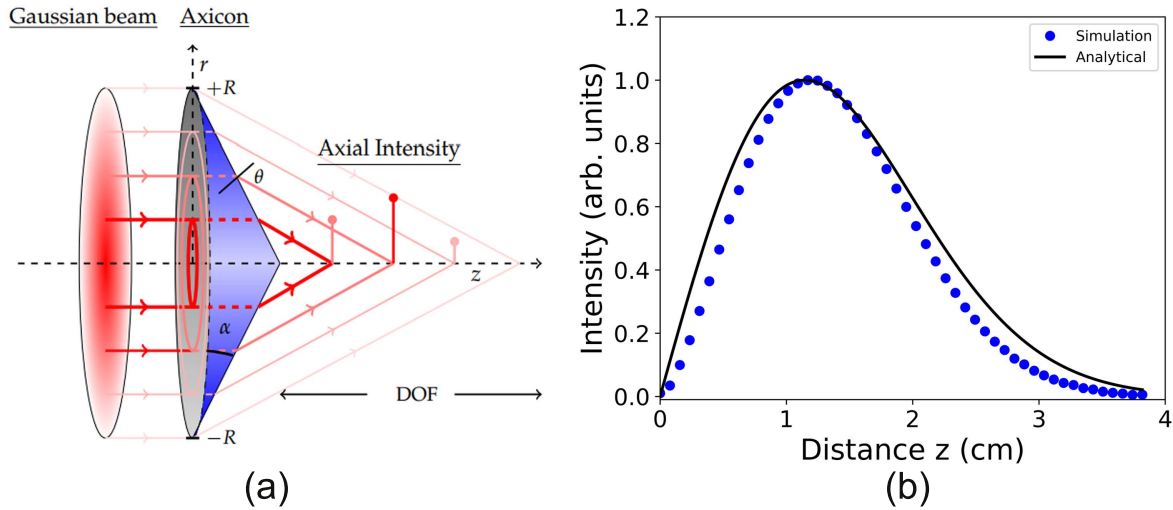 Gaussian beam
Axicon
r
+R
Axial Intensity
θ
z
α
DOF
−R
(a)
1.2
1.0
0.8
0.6
0.4
0.2
0.0
Intensity (arb. units)
Simulation
Analytical
0 1 2 3 4
Distance z (cm)
(b)